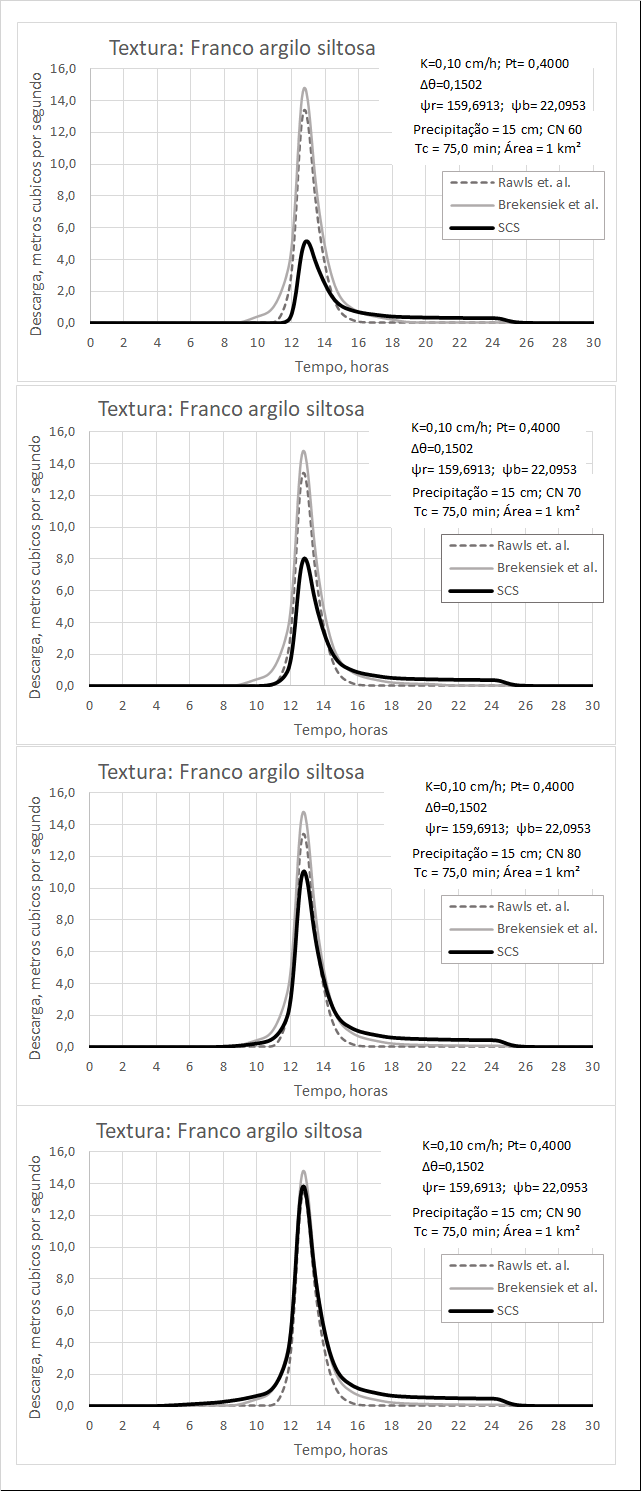 Textura: Franco argilo siltosa
K=0,10 cm/h; Pt= 0,4000
Δθ=0,1502
ψr= 159,6913; ψb= 22,0953
Precipitação = 15 cm; CN 60
Tc = 75,0 min; Área = 1 km²
Rawls et. al.
Brekensiek et al.
SCS
Descarga, metros cubicos por segundo
16,0
14,0
12,0
10,0
8,0
6,0
4,0
2,0
0,0
0 2 4 6 8 10 12 14 16 18 20 22 24 26 28 30
Tempo, horas
Textura: Franco argilo siltosa
K=0,10 cm/h; Pt= 0,4000
Δθ=0,1502
ψr= 159,6913; ψb= 22,0953
Precipitação = 15 cm; CN 70
Tc = 75,0 min; Área = 1 km²
Rawls et. al.
Brekensiek et al.
SCS
Descarga, metros cubicos por segundo
16,0
14,0
12,0
10,0
8,0
6,0
4,0
2,0
0,0
0 2 4 6 8 10 12 14 16 18 20 22 24 26 28 30
Tempo, horas
Textura: Franco argilo siltosa
K=0,10 cm/h; Pt= 0,4000
Δθ=0,1502
ψr= 159,6913; ψb= 22,0953
Precipitação = 15 cm; CN 80
Tc = 75,0 min; Área = 1 km²
Rawls et. al.
Brekensiek et al.
SCS
Descarga, metros cubicos por segundo
16,0
14,0
12,0
10,0
8,0
6,0
4,0
2,0
0,0
0 2 4 6 8 10 12 14 16 18 20 22 24 26 28 30
Tempo, horas
Textura: Franco argilo siltosa
K=0,10 cm/h; Pt= 0,4000
Δθ=0,1502
ψr= 159,6913; ψb= 22,0953
Precipitação = 15 cm; CN 90
Tc = 75,0 min; Área = 1 km²
Rawls et. al.
Brekensiek et al.
SCS
Descarga, metros cubicos por segundo
16,0
14,0
12,0
10,0
8,0
6,0
4,0
2,0
0,0
0 2 4 6 8 10 12 14 16 18 20 22 24 26 28 30
Tempo, horas